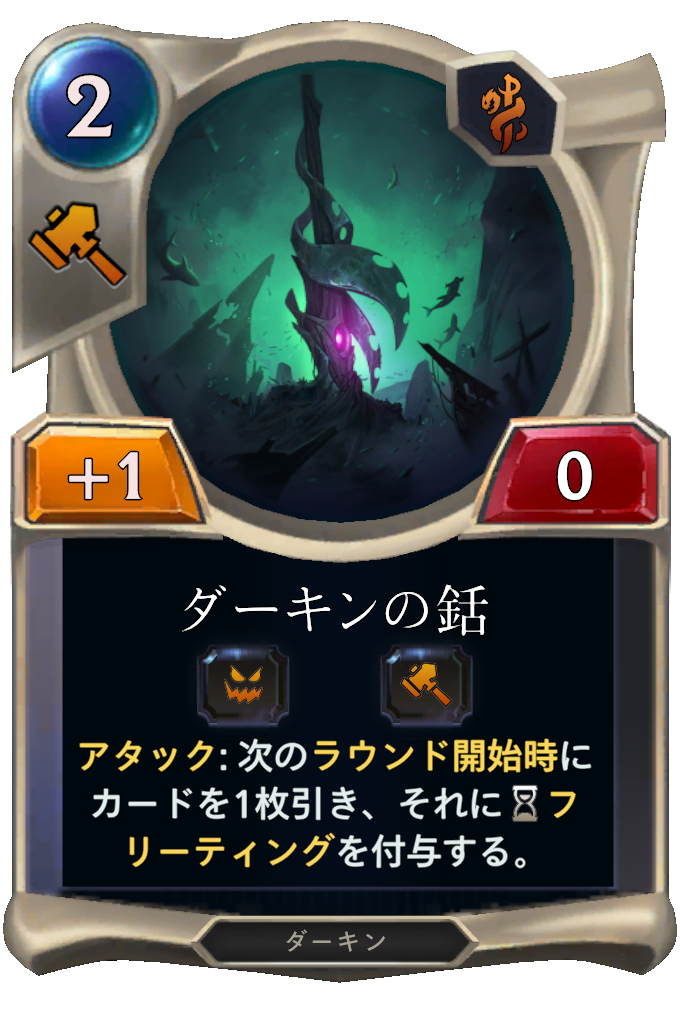 2
+1
0
ダーキンの銛
アタック: 次のラウンド開始時に
カードを1枚引き、それに フ
リーティングを付与する。
ダーキン